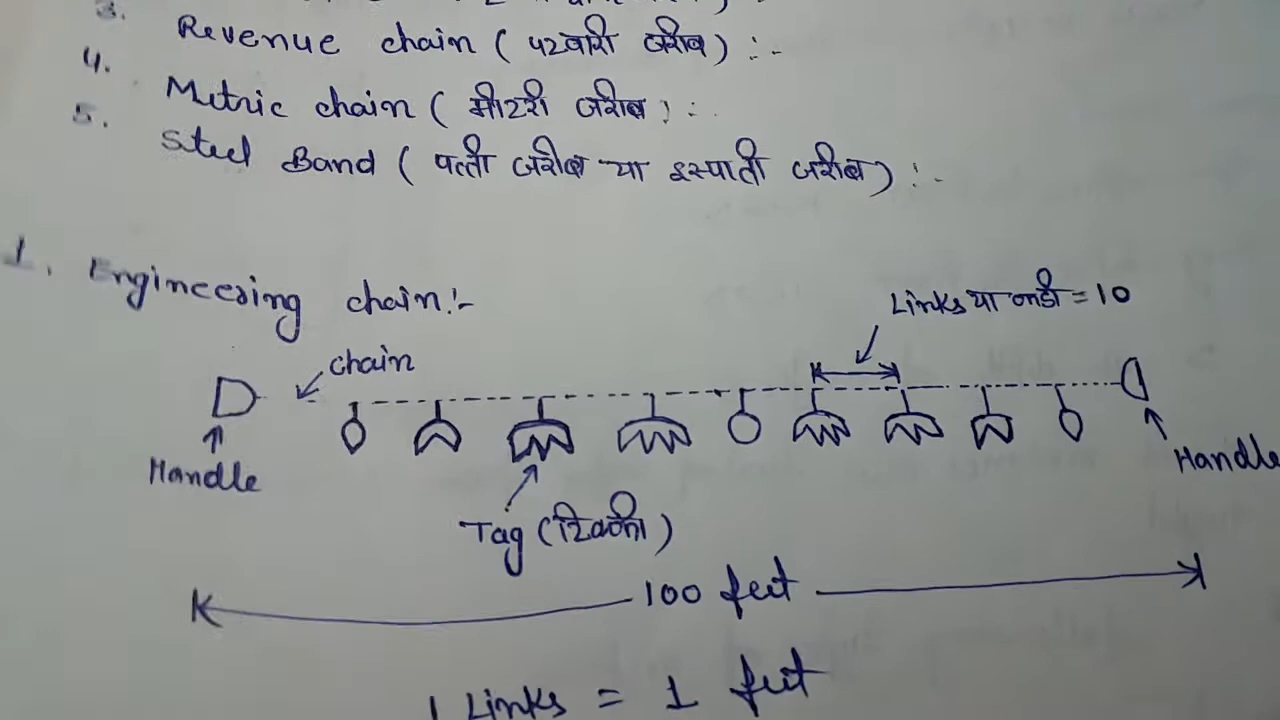 3.
Revenue chain ( पटवारी जरीब ) :-
4.
Metric chain ( मीटरी जरीब ) :-
5.
Steel Band ( पत्ती जरीब या इस्पाती जरीब ) :-
1. Engineering chain :-
Links या कड़ी = 10
chain
Handle
Handle
Tag ( टिक्की )
100 feet
1 Links = 1 feet